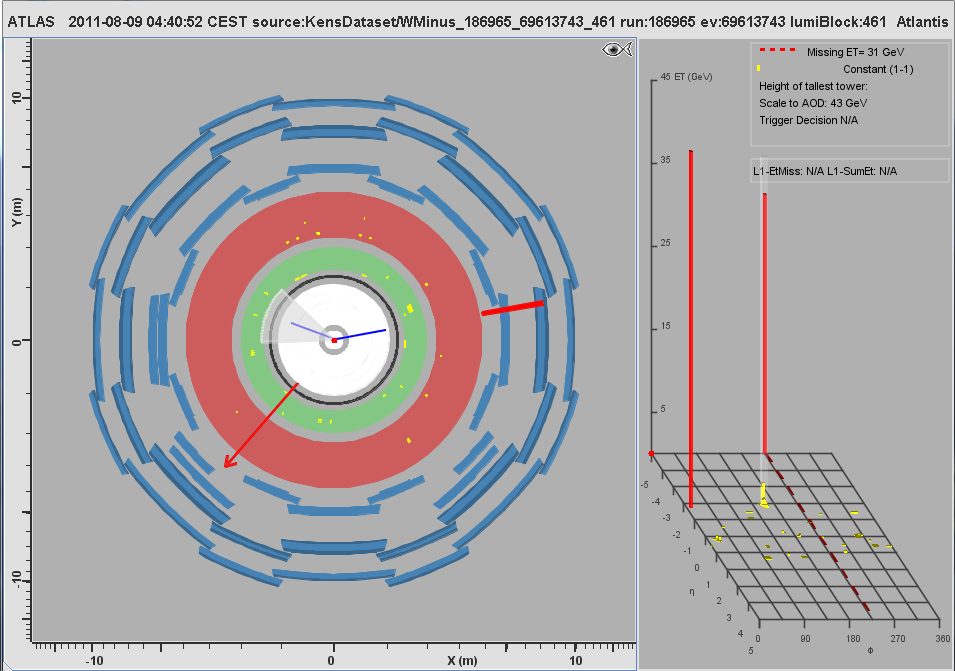 ATLAS 2011-08-09 04:40:52 CEST source:KensDataset/WMinus_186965_69613743_461 run:186965 ev:69613743 lumiBlock:461 Atlantis
Missing ET= 31 GeV
Constant (1-1)
Height of tallest tower:
Scale to AOD: 43 GeV
Trigger Decision N/A
L1-EtMiss: N/A L1-SumEt: N/A
10
Y (m)
0
-10
-10
0
X (m)
10
45 ET (GeV)
35
25
15
5
-5
-4
-3
-2
-1
0
η
1
2
3
4
5
0
90
180
270
360
ϕ